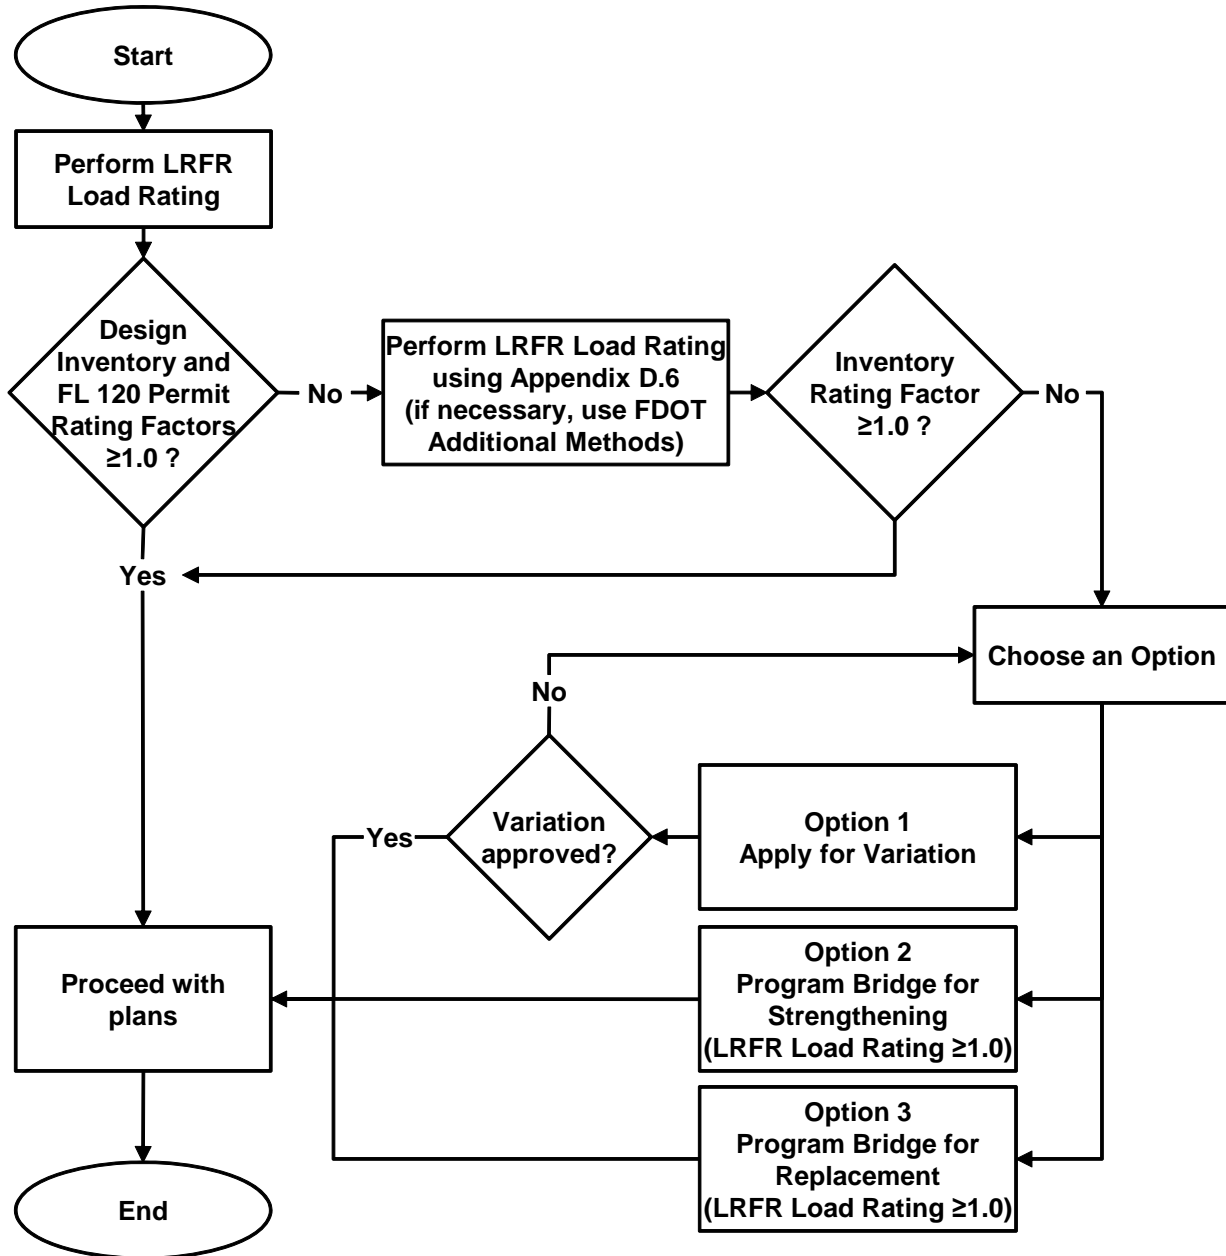 Start
Perform LRFR
Load Rating
Design
Inventory and
FL 120 Permit
Rating Factors
≥1.0 ?
No
Perform LRFR Load Rating
using Appendix D.6
(if necessary, use FDOT
Additional Methods)
Inventory
Rating Factor
≥1.0 ?
No
Yes
Choose an Option
No
Variation
approved?
Yes
Option 1
Apply for Variation
Option 2
Program Bridge for
Strengthening
(LRFR Load Rating ≥1.0)
Proceed with
plans
Option 3
Program Bridge for
Replacement
(LRFR Load Rating ≥1.0)
End